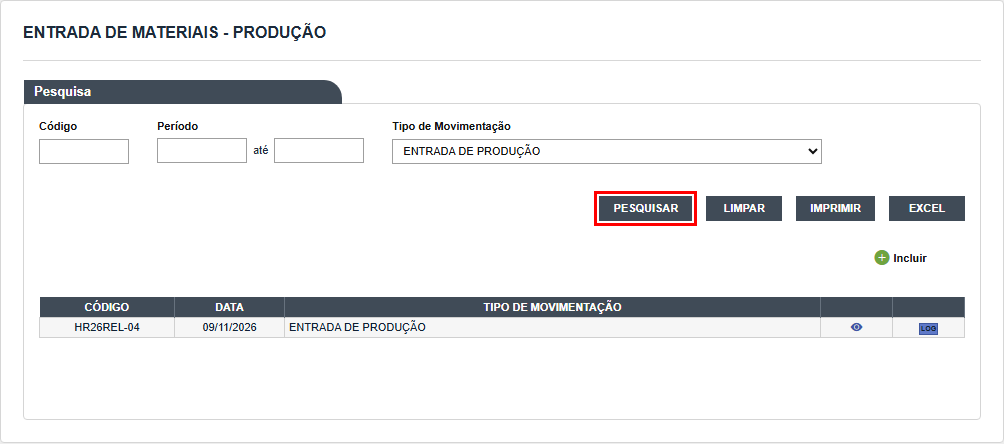 ENTRADA DE MATERIAIS - PRODUÇÃO
Pesquisa
Código Período Tipo de Movimentação
até ENTRADA DE PRODUÇÃO
PESQUISAR LIMPAR IMPRIMIR EXCEL
Incluir
CÓDIGO DATA TIPO DE MOVIMENTAÇÃO
HR26REL-04 09/11/2026 ENTRADA DE PRODUÇÃO LOG